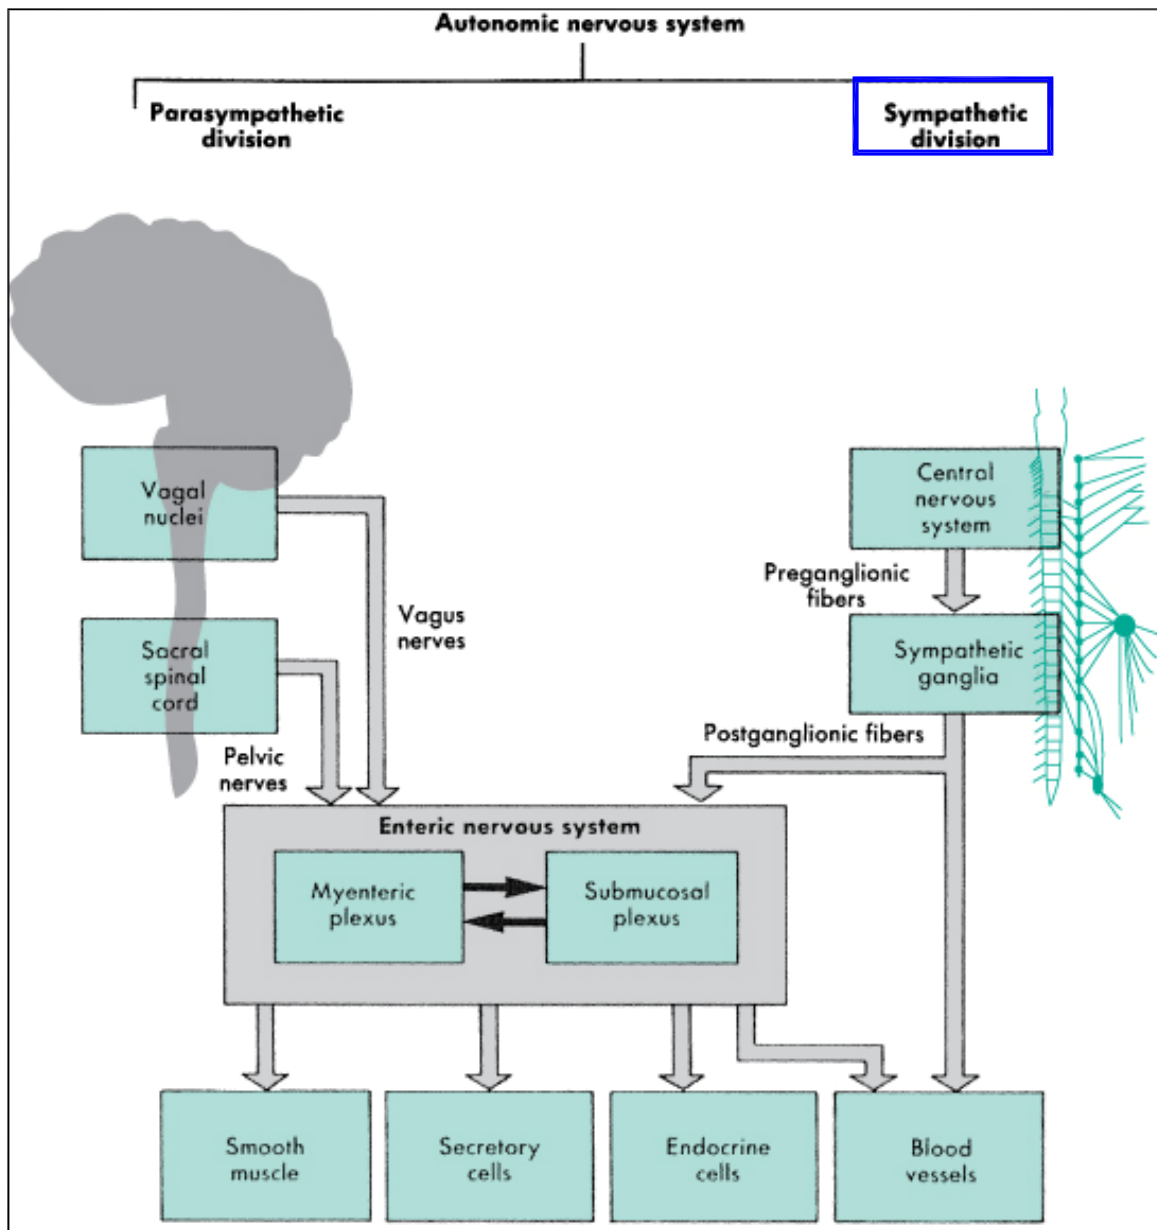 Autonomic nervous system
Parasympathetic
division
Sympathetic
division
Vagal
nuclei
Central
nervous
system
Preganglionic
fibers
Vagus
nerves
Sacral
spinal
cord
Sympathetic
ganglia
Pelvic
nerves
Postganglionic fibers
Enteric nervous system
Myenteric
plexus
Submucosal
plexus
Smooth
muscle
Secretory
cells
Endocrine
cells
Blood
vessels